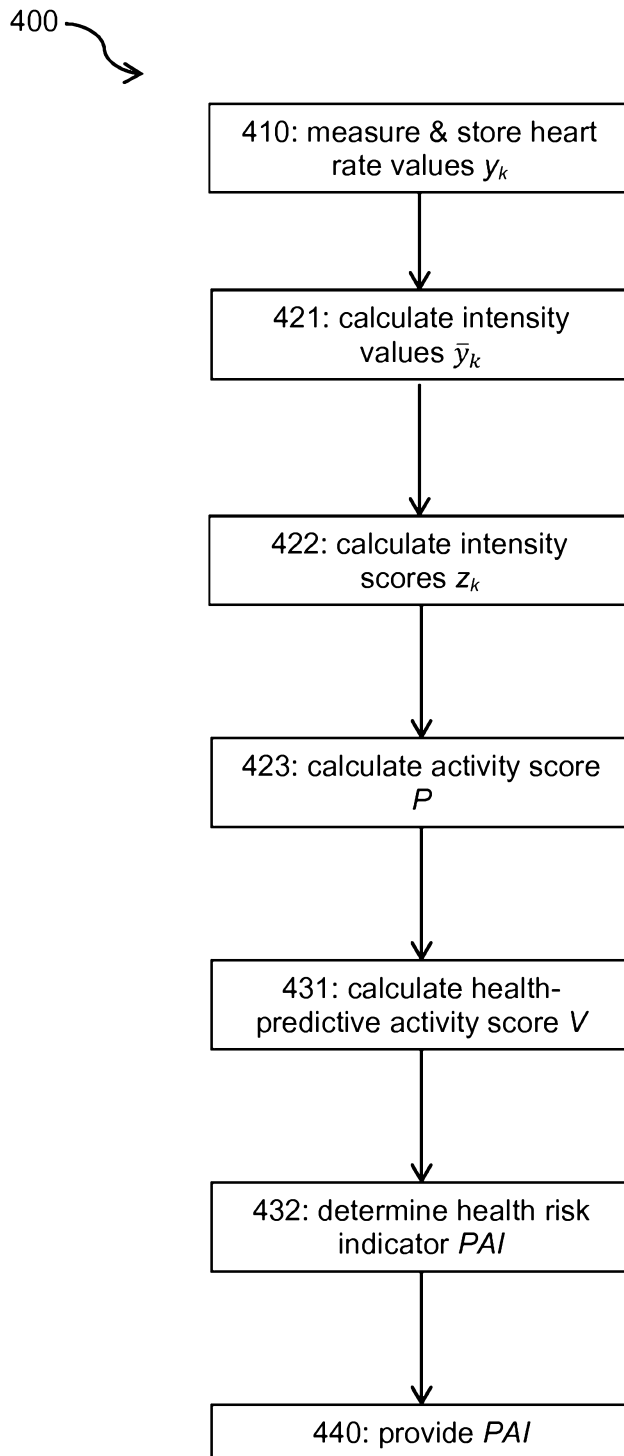 400
410: measure & store heart
rate values yₖ
421: calculate intensity
values ȳₖ
422: calculate intensity
scores zₖ
423: calculate activity score
P
431: calculate health-
predictive activity score V
432: determine health risk
indicator PAI
440: provide PAI